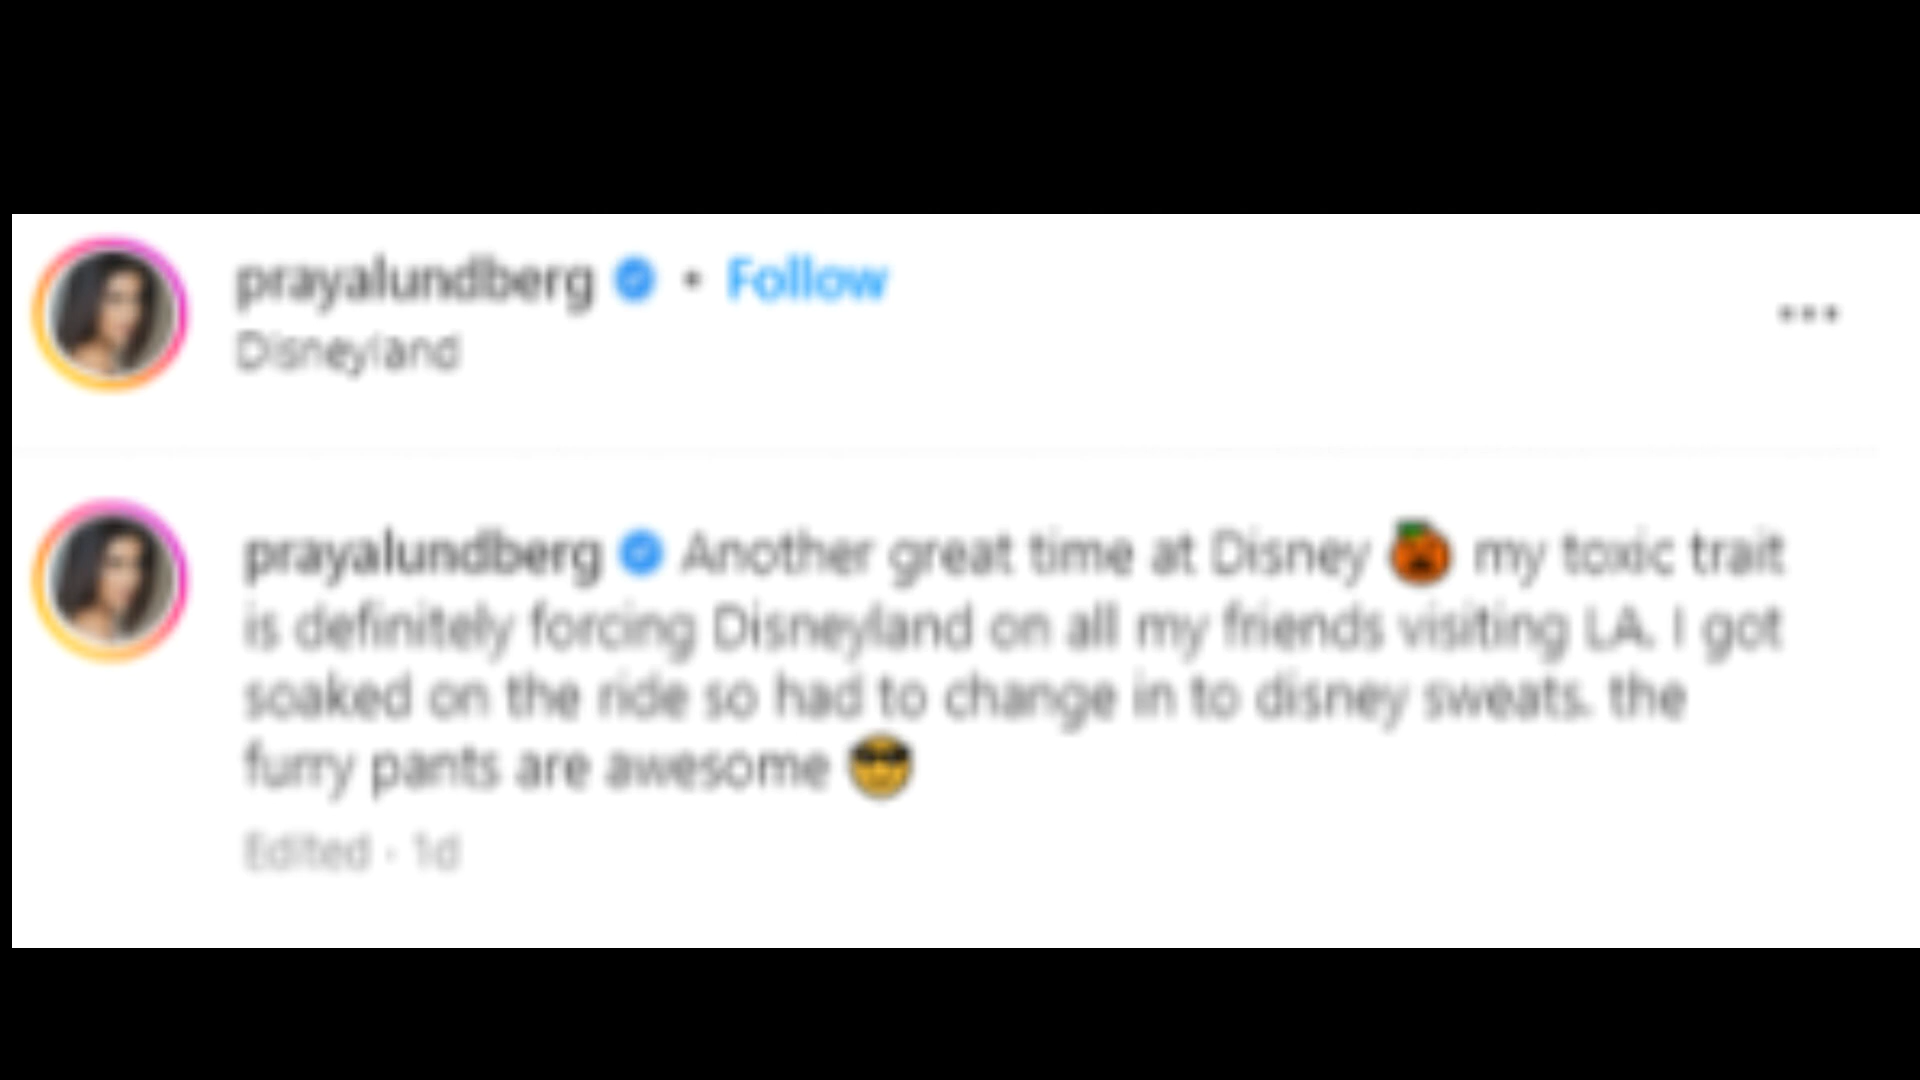 prayalundberg • Follow
Disneyland
prayalundberg Another great time at Disney 🎃 my toxic trait
is definitely forcing Disneyland on all my friends visiting LA. I got
soaked on the ride so had to change in to disney sweats. the
furry pants are awesome 😎
Edited · 1d